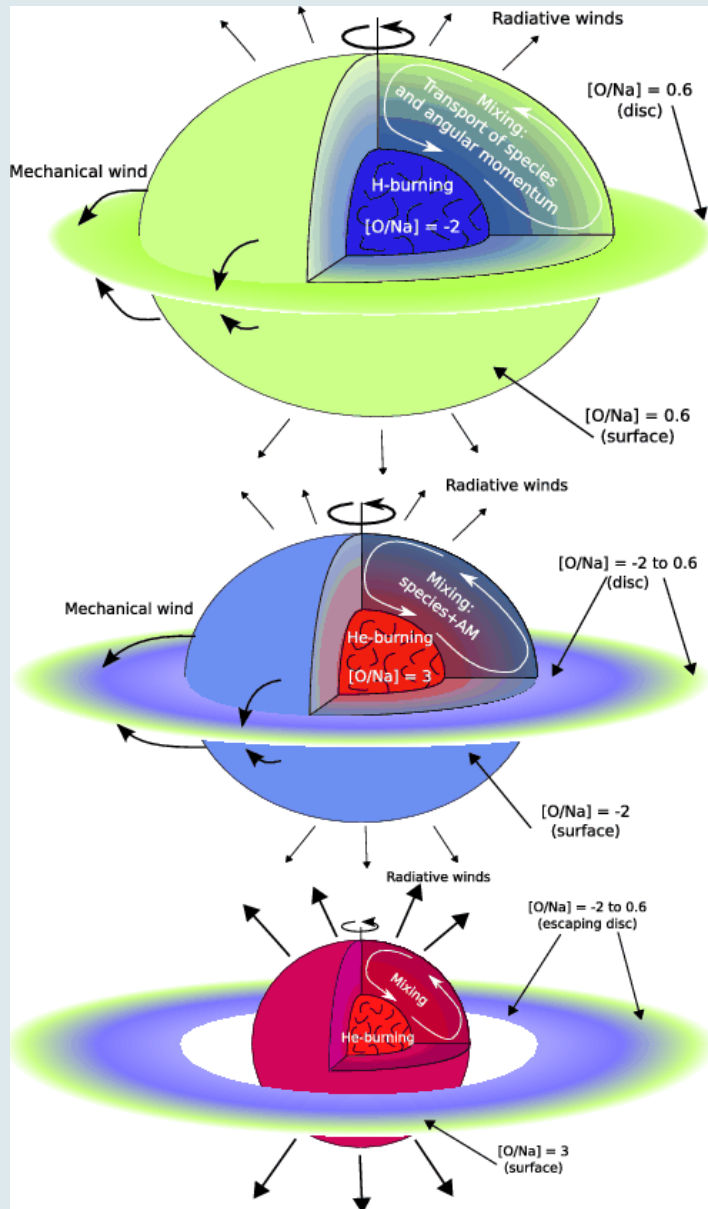 Radiative winds
[O/Na] = 0.6
(disc)
Mixing:
Transport of species
and angular momentum
Mechanical wind
H-burning
[O/Na] = -2
[O/Na] = 0.6
(surface)
Radiative winds
[O/Na] = -2 to 0.6
(disc)
Mixing:
species+AM
Mechanical wind
He-burning
[O/Na] = 3
[O/Na] = -2
(surface)
Radiative winds
[O/Na] = -2 to 0.6
(escaping disc)
Mixing
He-burning
[O/Na] = 3
(surface)